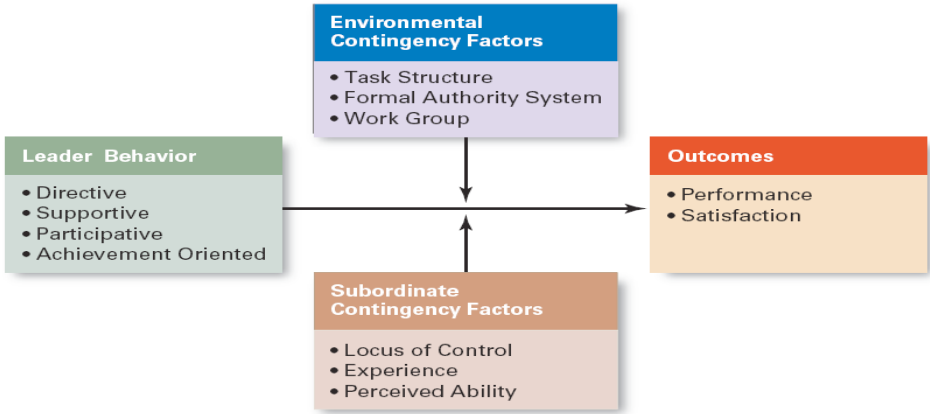 Environmental
Contingency Factors
• Task Structure
• Formal Authority System
• Work Group
Leader Behavior
• Directive
• Supportive
• Participative
• Achievement Oriented
Outcomes
• Performance
• Satisfaction
Subordinate
Contingency Factors
• Locus of Control
• Experience
• Perceived Ability